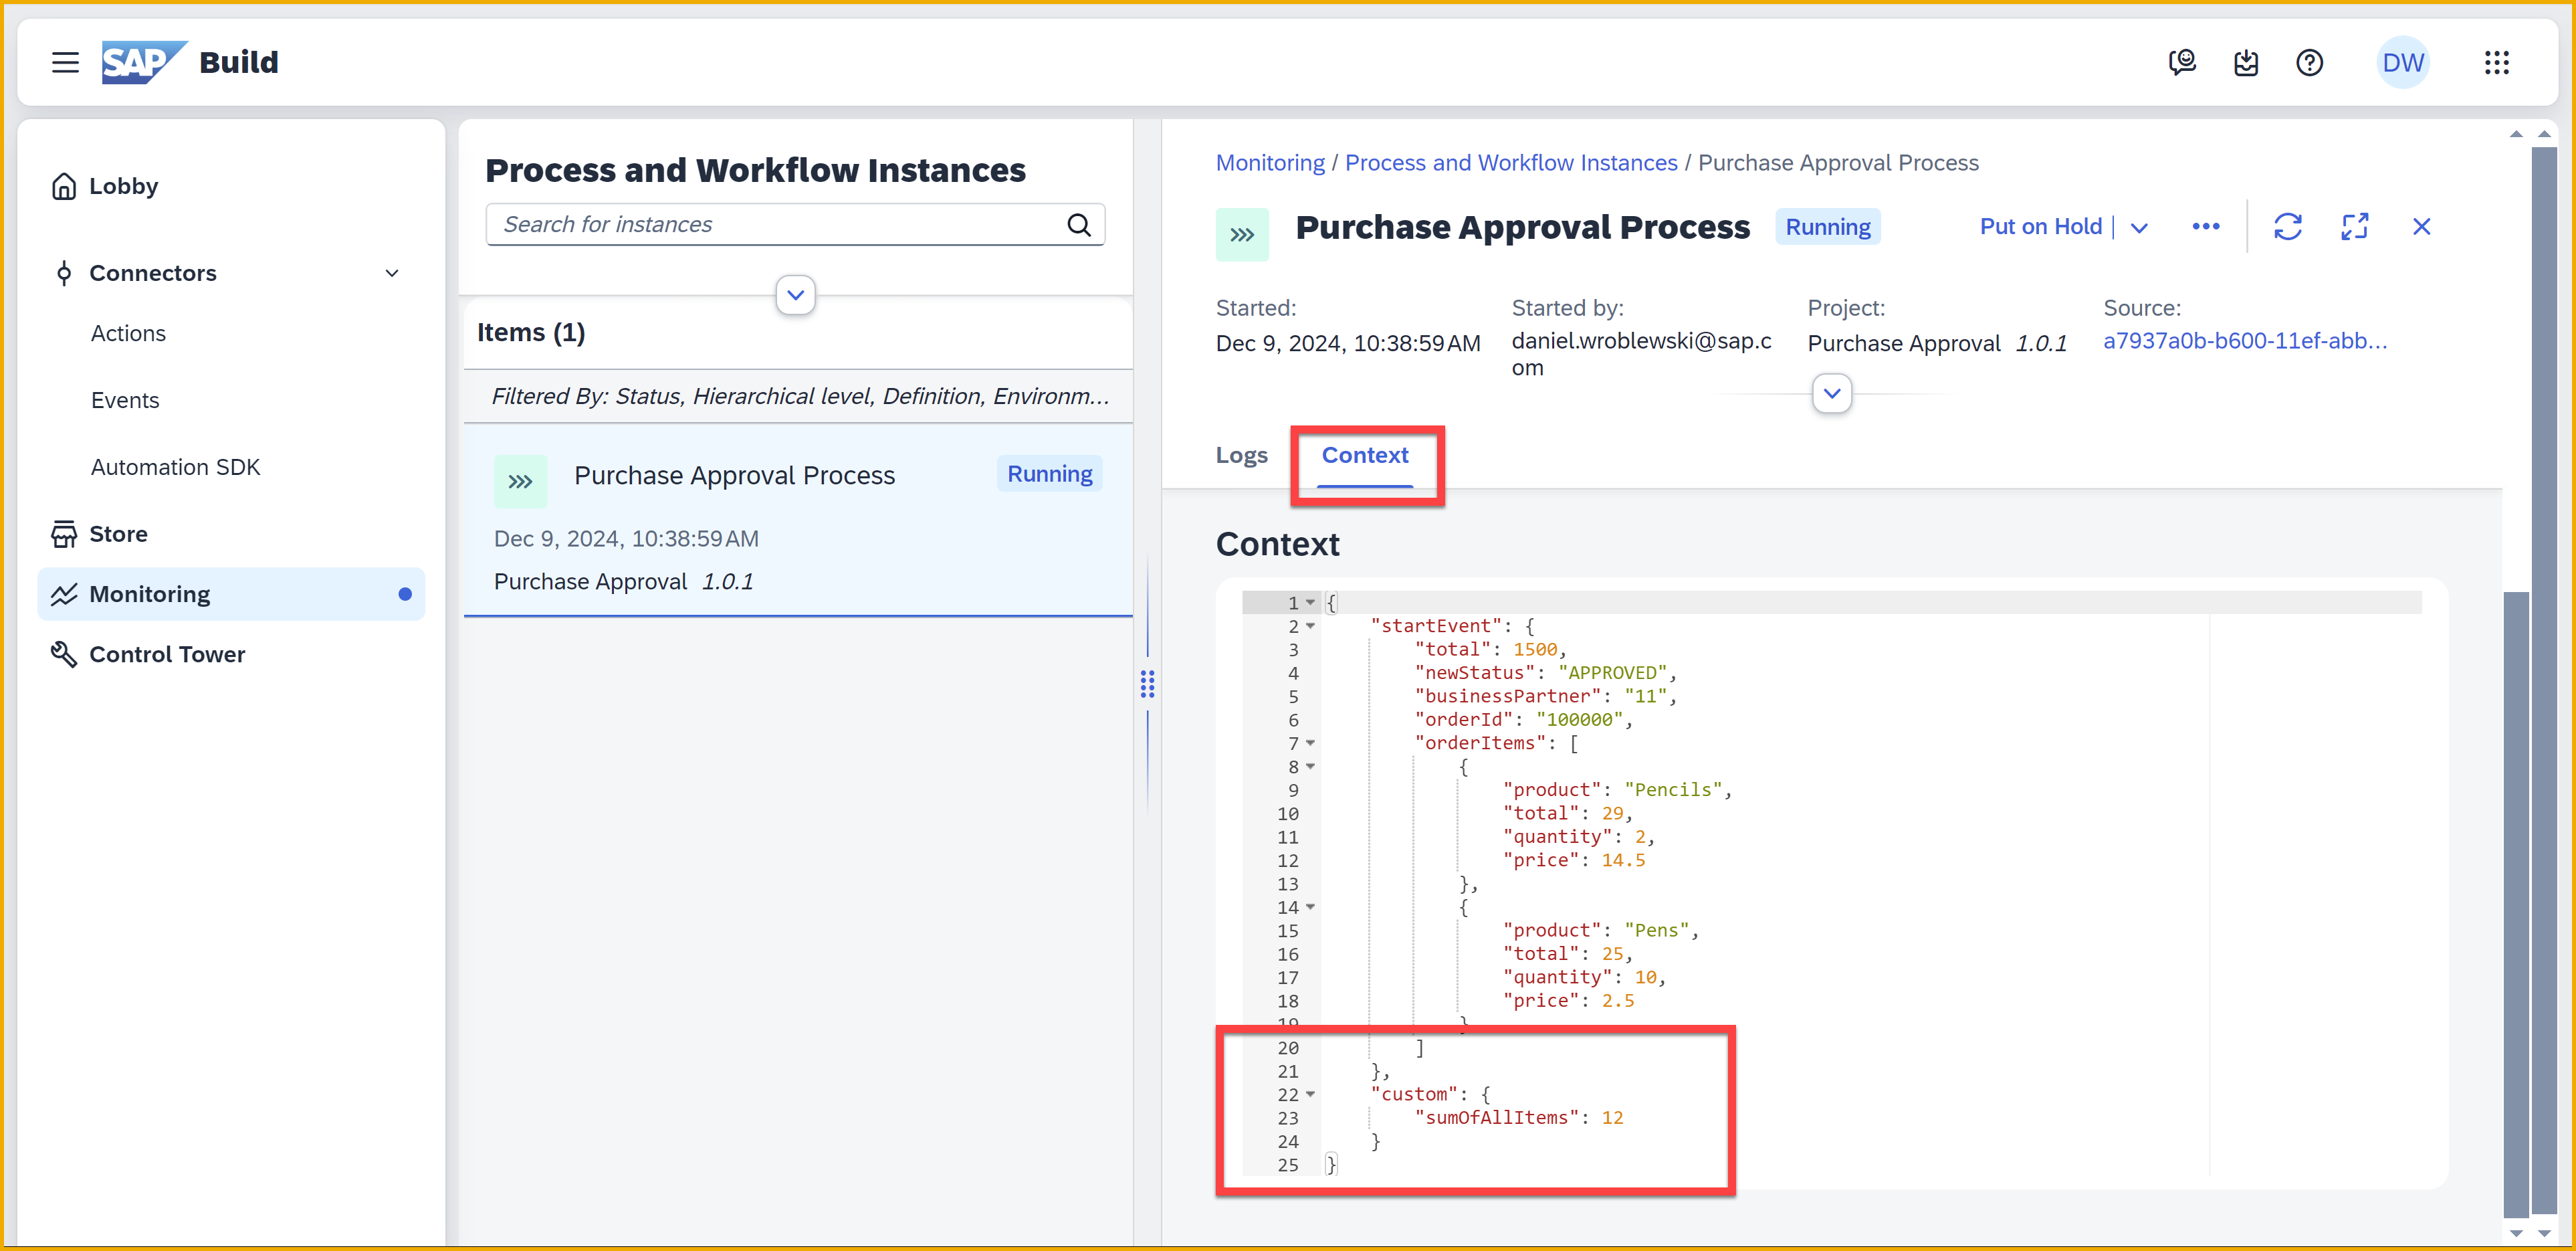 SAP Build
DW
Lobby
Connectors
Actions
Events
Automation SDK
Store
Monitoring
Control Tower
Process and Workflow Instances
Search for instances
Items (1)
Filtered By: Status, Hierarchical level, Definition, Environm...
Purchase Approval Process Running
Dec 9, 2024, 10:38:59 AM
Purchase Approval 1.0.1
Monitoring / Process and Workflow Instances / Purchase Approval Process
Purchase Approval Process Running Put on Hold
Started:
Dec 9, 2024, 10:38:59 AM
Started by:
daniel.wroblewski@sap.c
om
Project:
Purchase Approval 1.0.1
Source:
a7937a0b-b600-11ef-abb...
Logs Context
Context
1 {
2 "startEvent": {
3 "total": 1500,
4 "newStatus": "APPROVED",
5 "businessPartner": "11",
6 "orderId": "100000",
7 "orderItems": [
8 {
9 "product": "Pencils",
10 "total": 29,
11 "quantity": 2,
12 "price": 14.5
13 },
14 {
15 "product": "Pens",
16 "total": 25,
17 "quantity": 10,
18 "price": 2.5
19 }
20 ]
21 },
22 "custom": {
23 "sumOfAllItems": 12
24 }
25 }